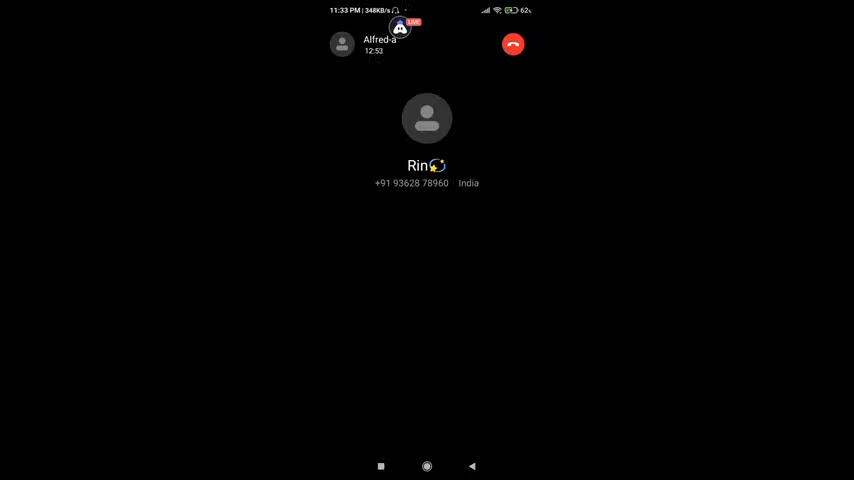 11:33 PM | 348KB/s
62%
LIVE
Alfred-a
12:53
Rin💫
+91 93628 78960 India